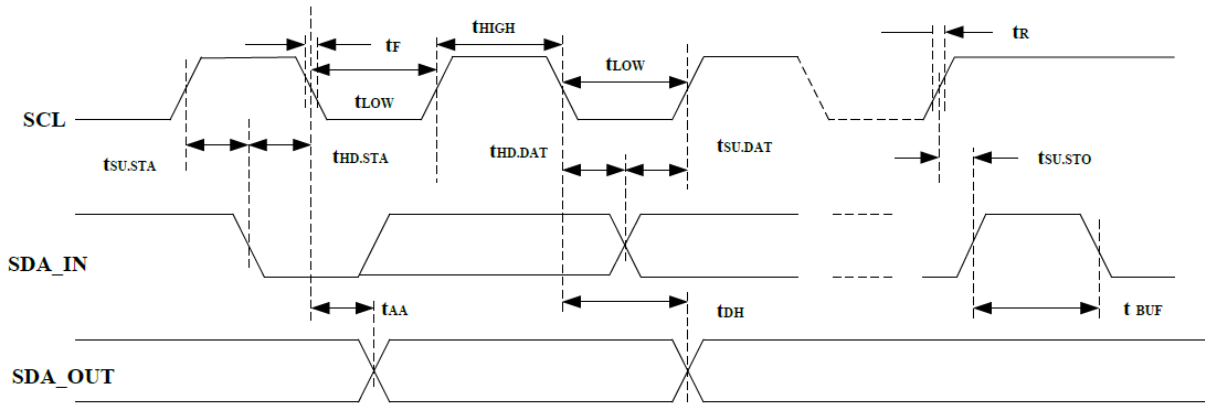 tF
tHIGH
tR
tLOW
tLOW
SCL
tSU.STA
tHD.STA
tHD.DAT
tSU.DAT
tSU.STO
SDA_IN
tAA
tDH
t BUF
SDA_OUT